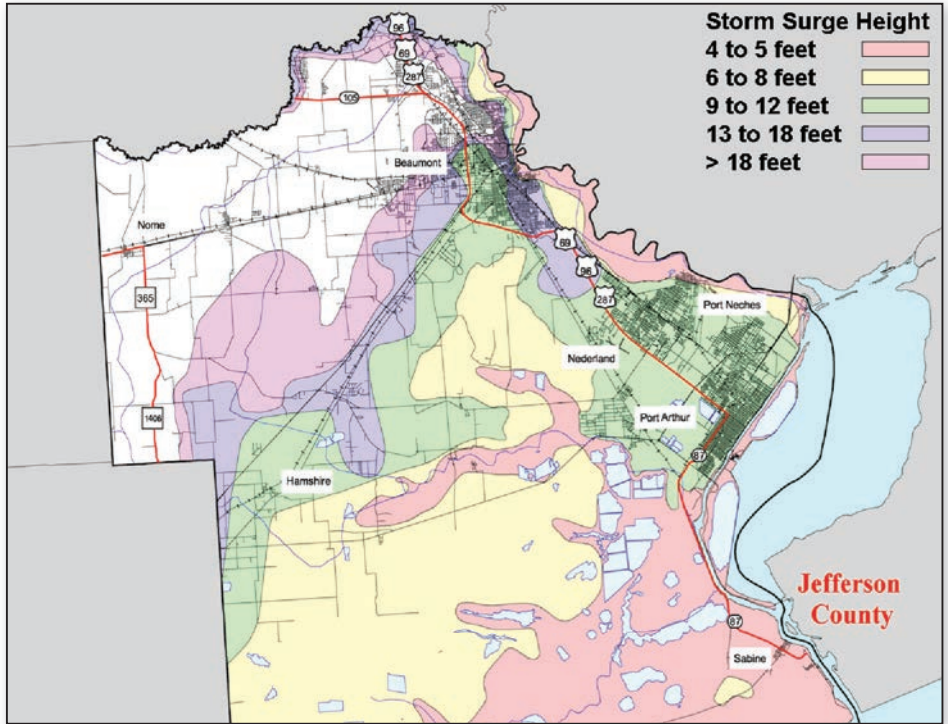 Storm Surge Height
4 to 5 feet
6 to 8 feet
9 to 12 feet
13 to 18 feet
> 18 feet
96
69
287
105
Beaumont
Nome
69
96
365
287
Port Neches
Nederland
1406
Port Arthur
87
Hamshire
Jefferson
County
87
Sabine